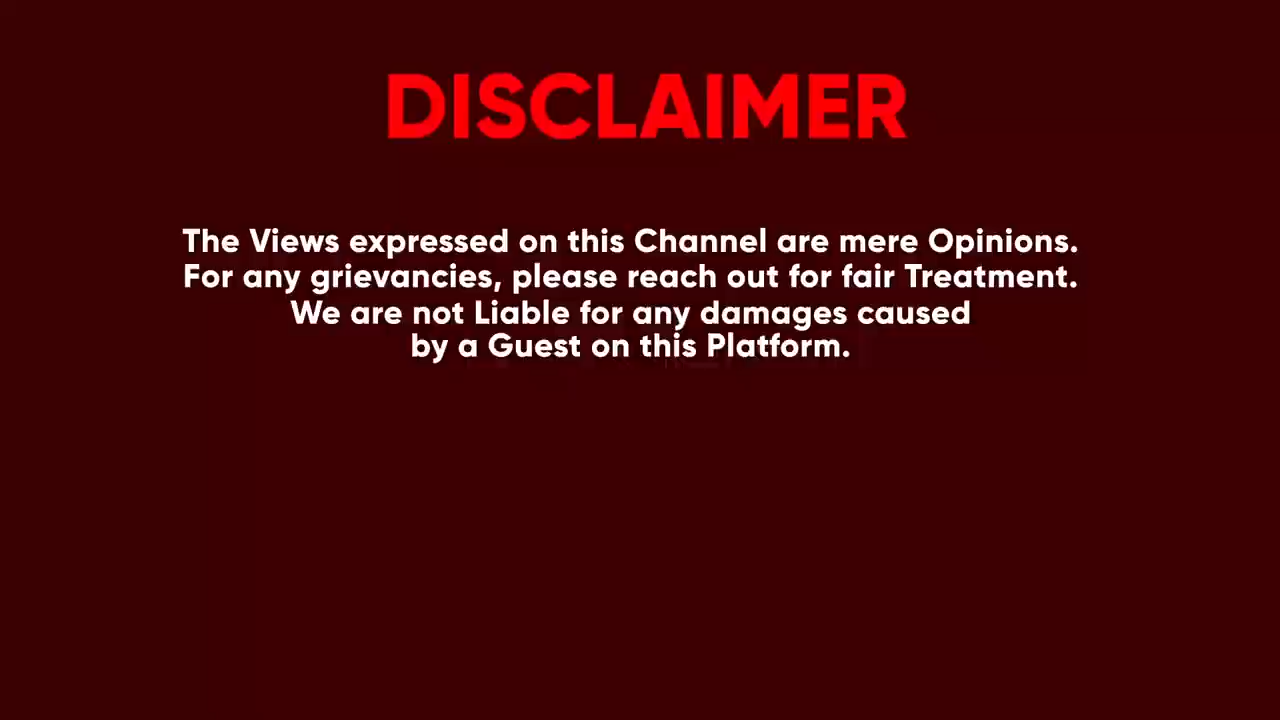 DISCLAIMER
The Views expressed on this Channel are mere Opinions.
For any grievancies, please reach out for fair Treatment.
We are not Liable for any damages caused
by a Guest on this Platform.